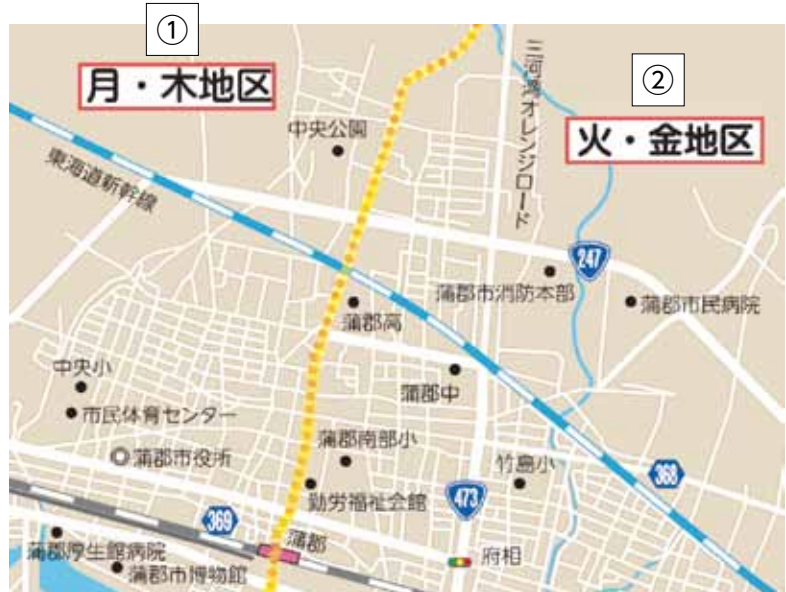 ①
月・木地区
②
火・金地区
三河湾オレンジロード
中央公園
東海道新幹線
247
蒲郡市消防本部
蒲郡市民病院
蒲郡高
中央小
蒲郡中
市民体育センター
蒲郡南部小
蒲郡市役所
竹島小
368
勤労福祉会館
473
369
蒲郡
蒲郡厚生館病院
府相
蒲郡市博物館